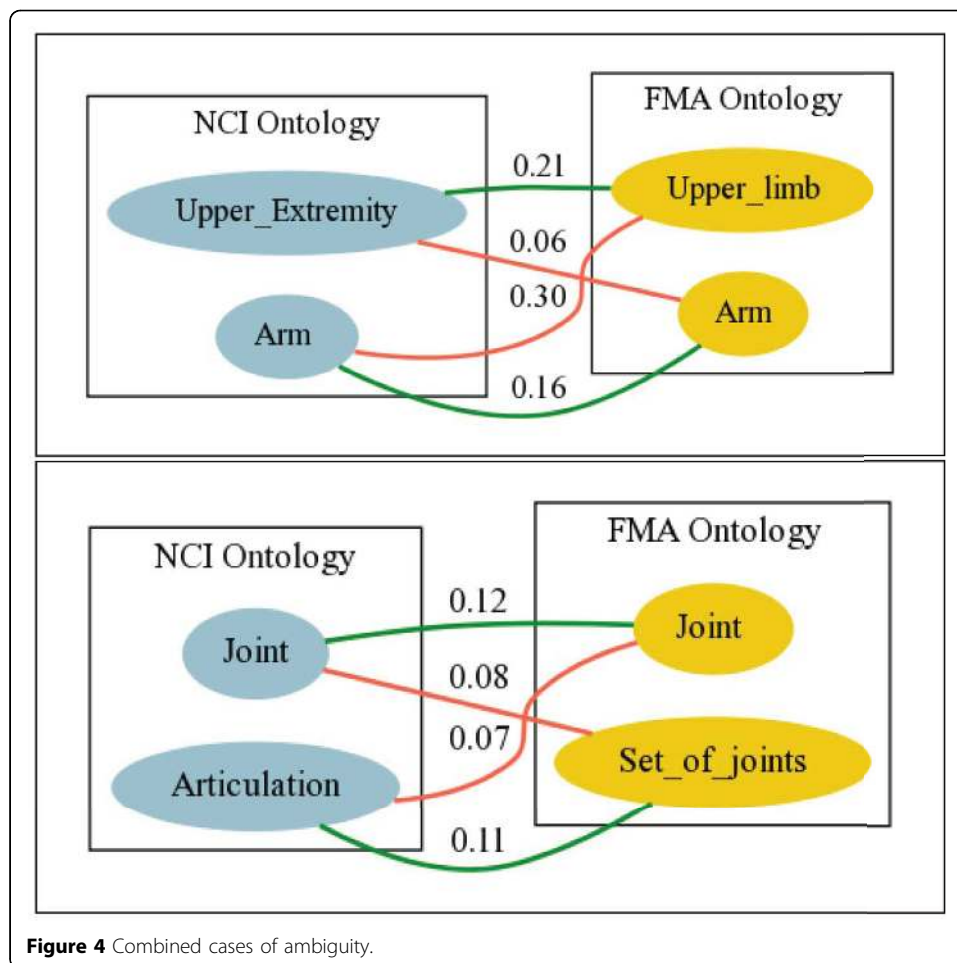 NCI Ontology
FMA Ontology
Upper_Extremity
0.21
Upper_limb
0.06
0.30
Arm
Arm
0.16
NCI Ontology
FMA Ontology
Joint
0.12
Joint
0.08
0.07
Articulation
Set_of_joints
0.11
Figure 4 Combined cases of ambiguity.